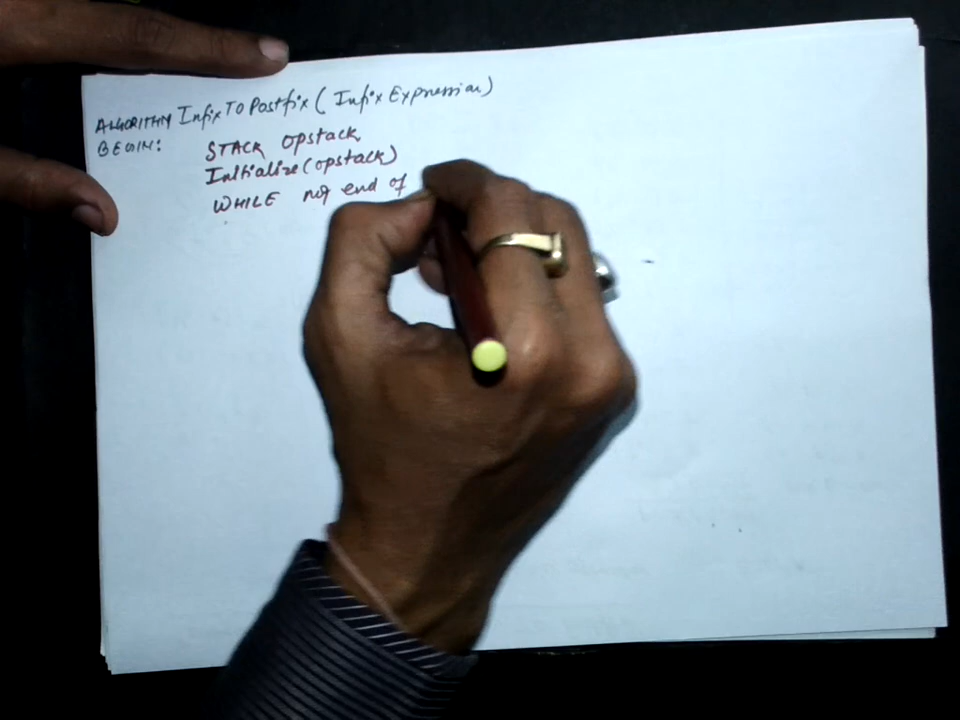 ALGORITHM InfixToPostfix ( Infix Expression )
BEGIN: STACK opstack
Initialize (opstack)
WHILE not end of